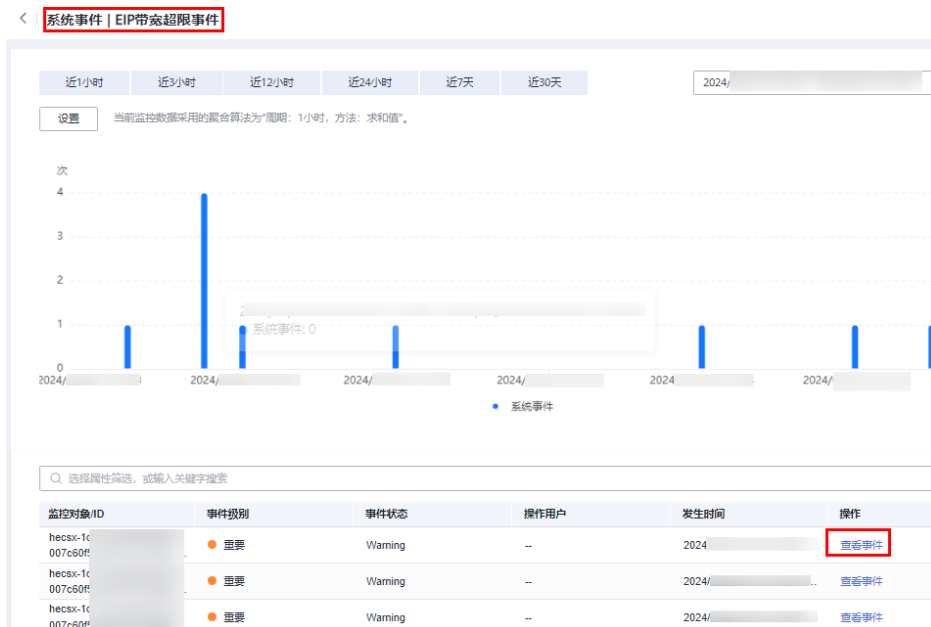 系统事件 | EIP带宽超限事件
近1小时 近3小时 近12小时 近24小时 近7天 近30天 2024/
设置 当前监控数据采用的聚合算法为“周期：1小时，方法：求和值”。
次
4
3
2
系统事件: 0
1
0
2024/ 2024/ 2024/ 2024/ 2024 2024/
系统事件
选择属性筛选，或输入关键字搜索
监控对象/ID 事件级别 事件状态 操作用户 发生时间 操作
hecsx-1c
007c60f5 重要 Warning -- 2024 查看事件
hecsx-1c
007c60f5 重要 Warning -- 2024/ 查看事件
hecsx-1c
007c60f5 重要 Warning -- 2024/ 查看事件